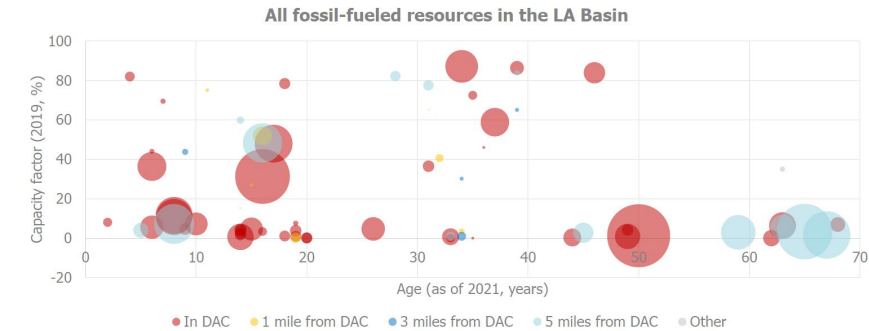 All fossil-fueled resources in the LA Basin
100
80
60
40
20
0
-20
Capacity factor (2019, %)
0 10 20 30 40 50 60 70
Age (as of 2021, years)
In DAC 1 mile from DAC 3 miles from DAC 5 miles from DAC Other